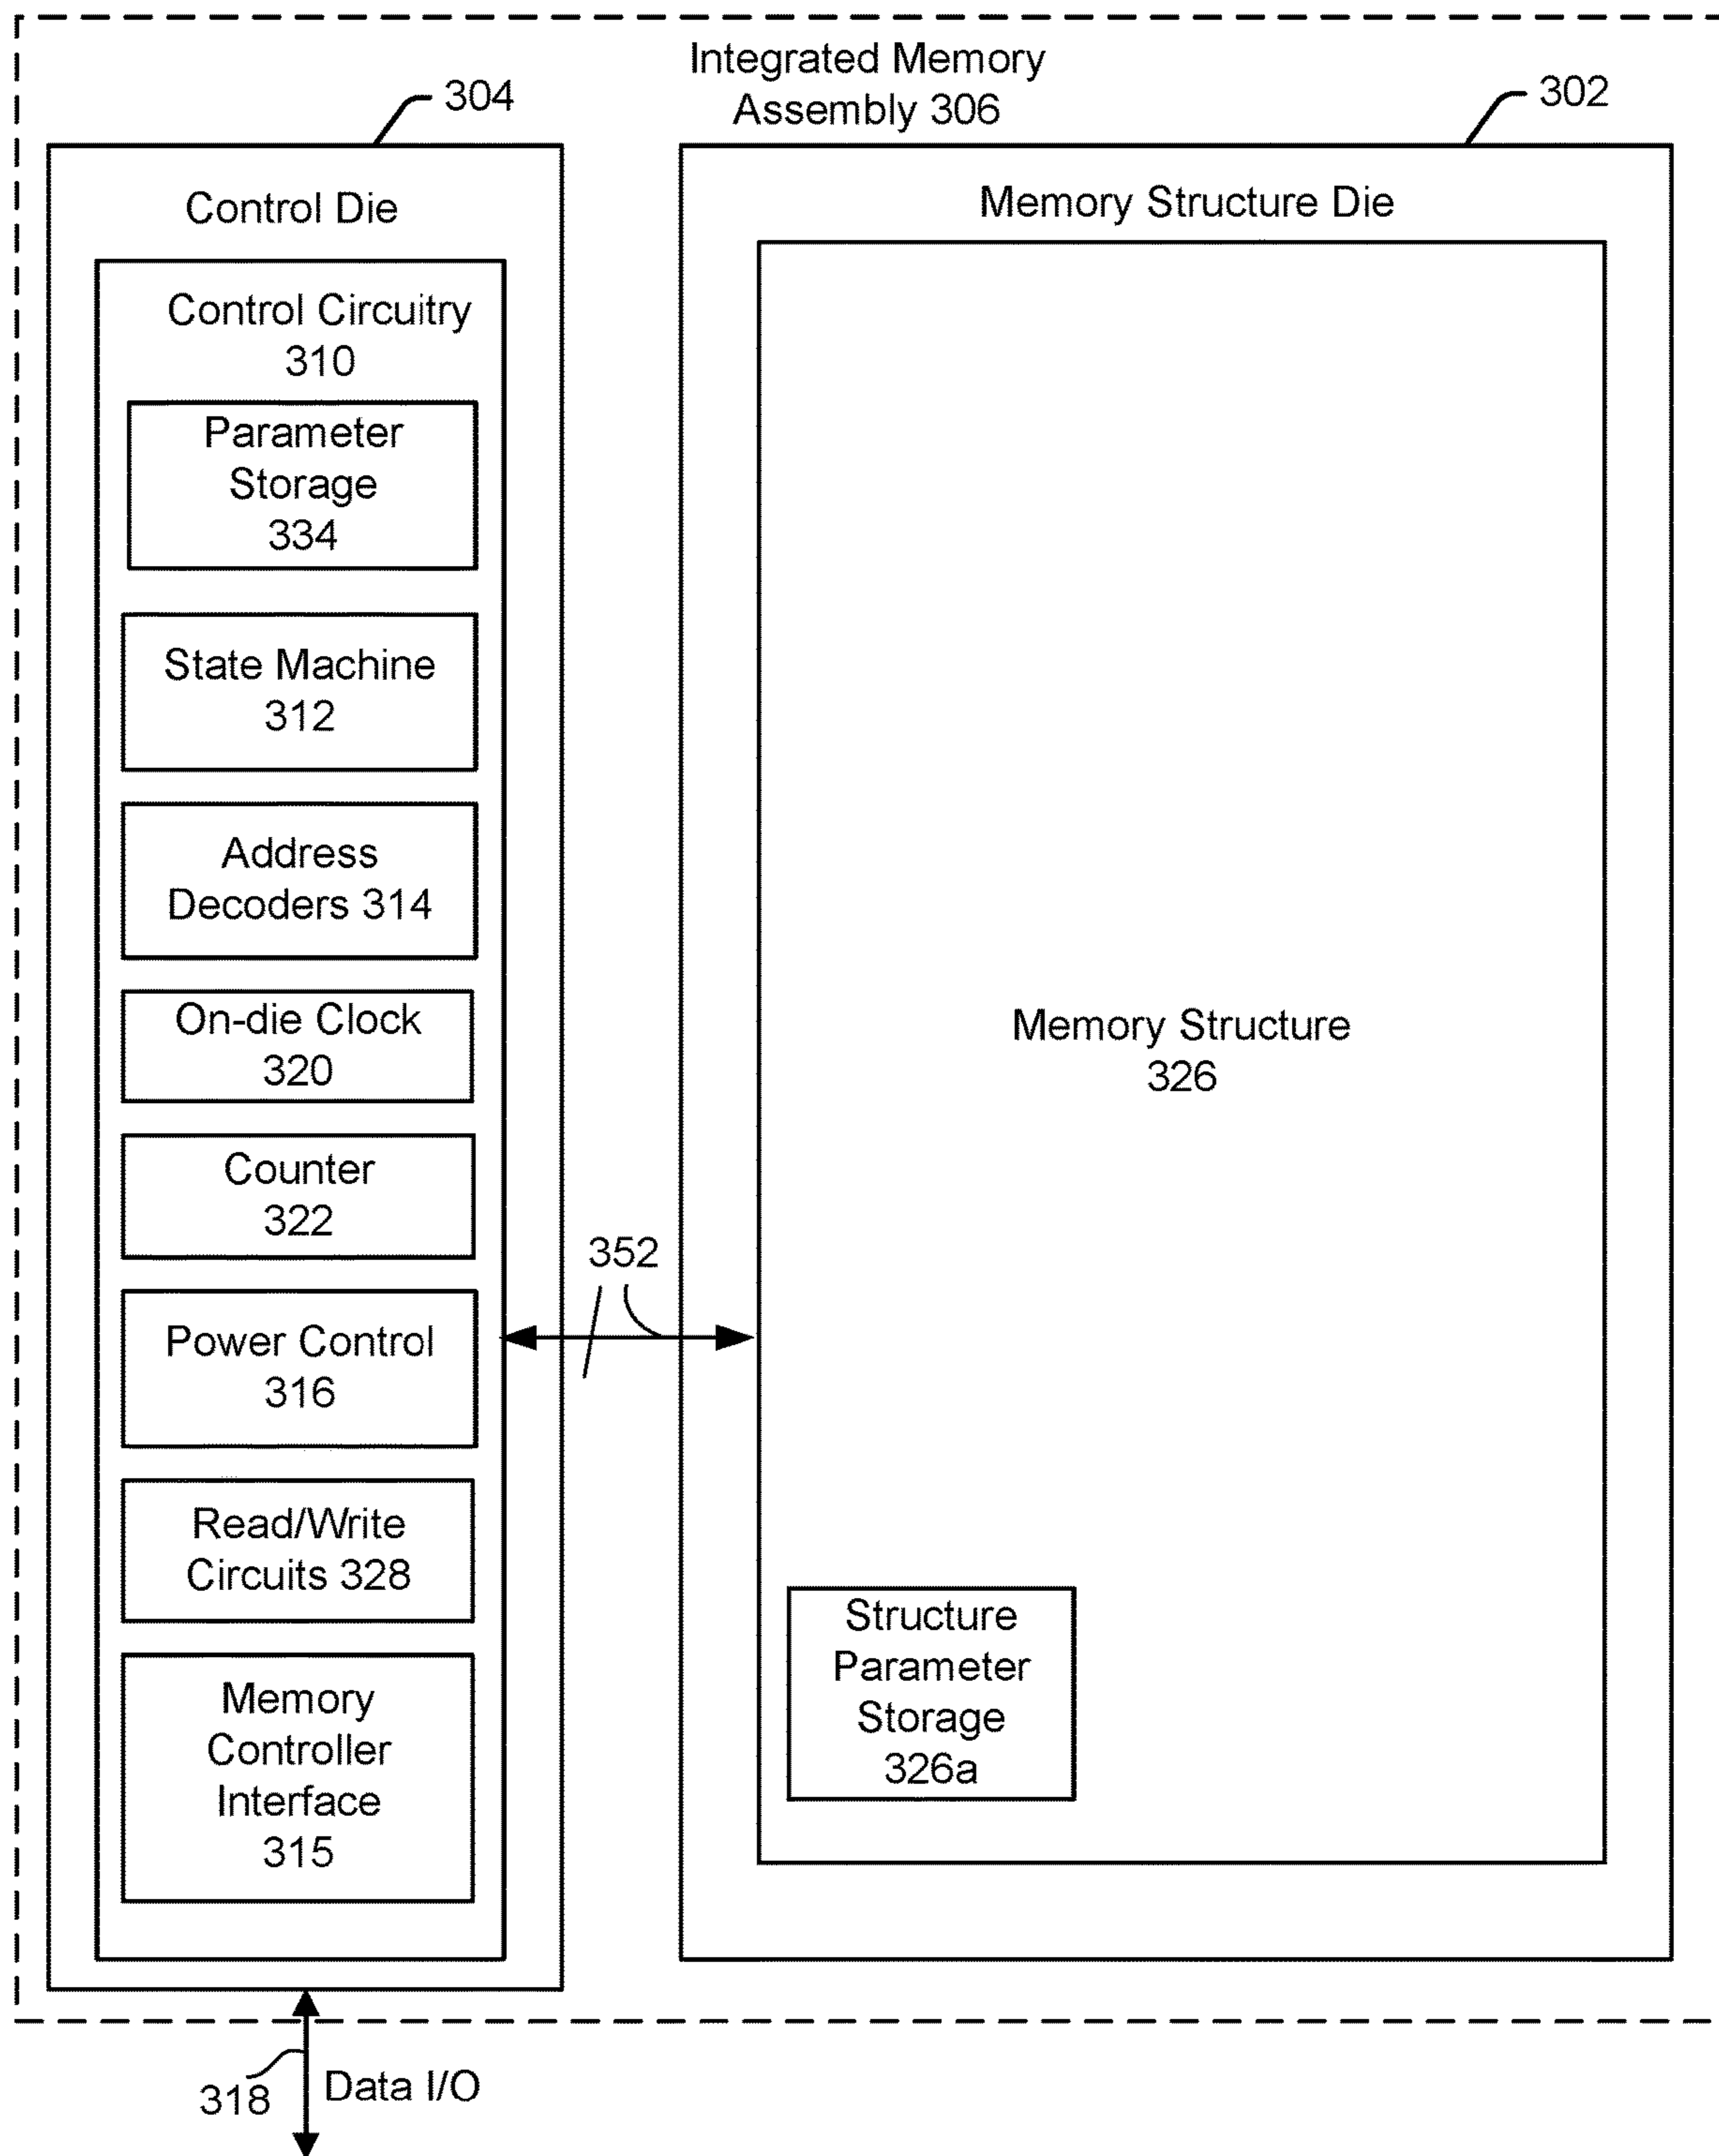 Integrated Memory
Assembly 306
304
302
Control Die
Control Circuitry
310
Parameter
Storage
334
State Machine
312
Address
Decoders 314
On-die Clock
320
Counter
322
Power Control
316
Read/Write
Circuits 328
Memory
Controller
Interface
315
352
Memory Structure Die
Memory Structure
326
Structure
Parameter
Storage
326a
318
Data I/O